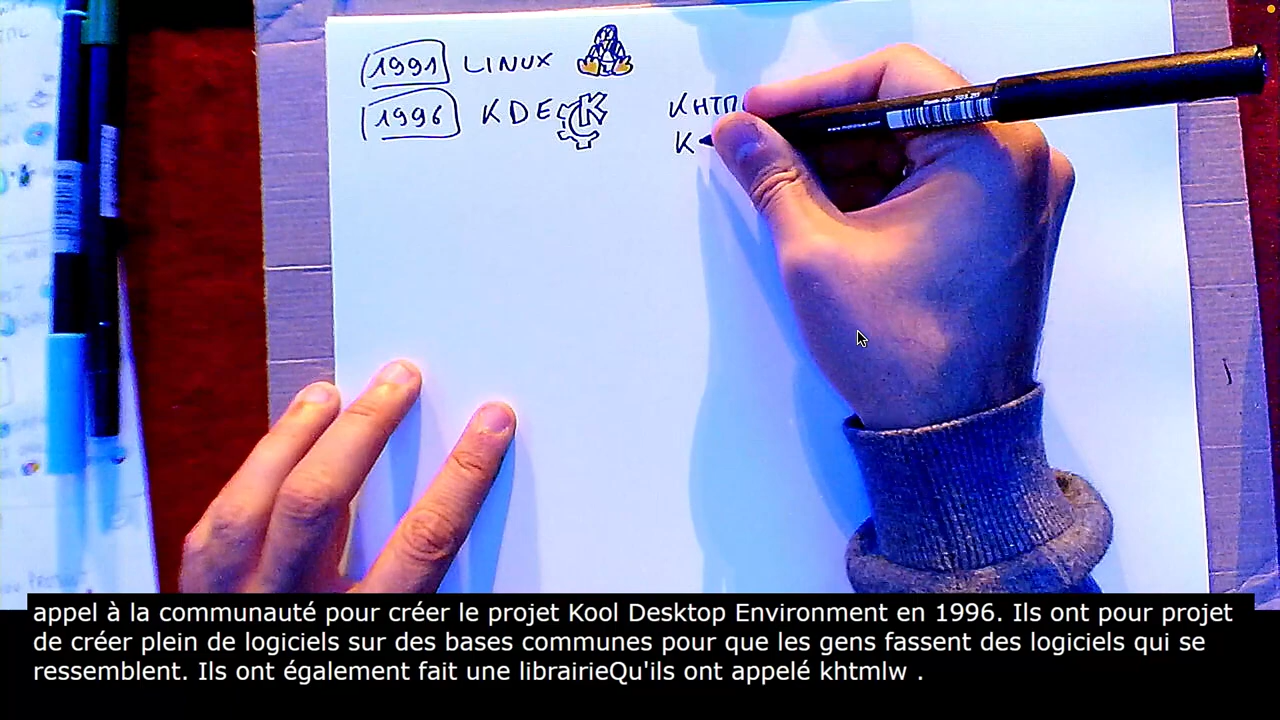 1991 LINUX
1996 KDE K KHTM
K
appel à la communauté pour créer le projet Kool Desktop Environment en 1996. Ils ont pour projet
de créer plein de logiciels sur des bases communes pour que les gens fassent des logiciels qui se
ressemblent. Ils ont également fait une librairieQu'ils ont appelé khtmlw .